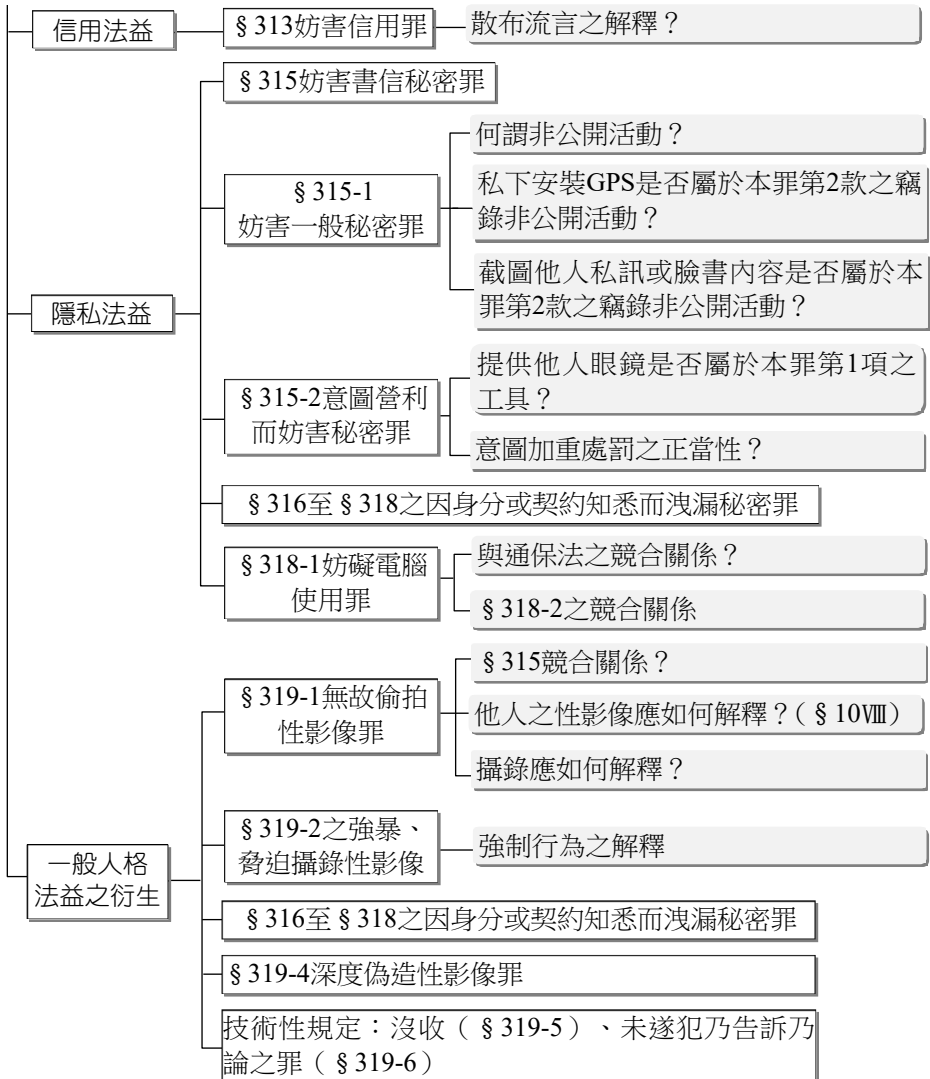 信用法益
§313妨害信用罪
散布流言之解釋？
隱私法益
§315妨害書信秘密罪
§315-1
妨害一般秘密罪
何謂非公開活動？
私下安裝GPS是否屬於本罪第2款之竊
錄非公開活動？
截圖他人私訊或臉書內容是否屬於本
罪第2款之竊錄非公開活動？
§315-2意圖營利
而妨害秘密罪
提供他人眼鏡是否屬於本罪第1項之
工具？
意圖加重處罰之正當性？
§316至§318之因身分或契約知悉而洩漏秘密罪
§318-1妨礙電腦
使用罪
與通保法之競合關係？
§318-2之競合關係
一般人格
法益之衍生
§319-1無故偷拍
性影像罪
§315競合關係？
他人之性影像應如何解釋？（§10Ⅷ）
攝錄應如何解釋？
§319-2之強暴、
脅迫攝錄性影像
強制行為之解釋
§316至§318之因身分或契約知悉而洩漏秘密罪
§319-4深度偽造性影像罪
技術性規定：沒收（§319-5）、未遂犯乃告訴乃
論之罪（§319-6）